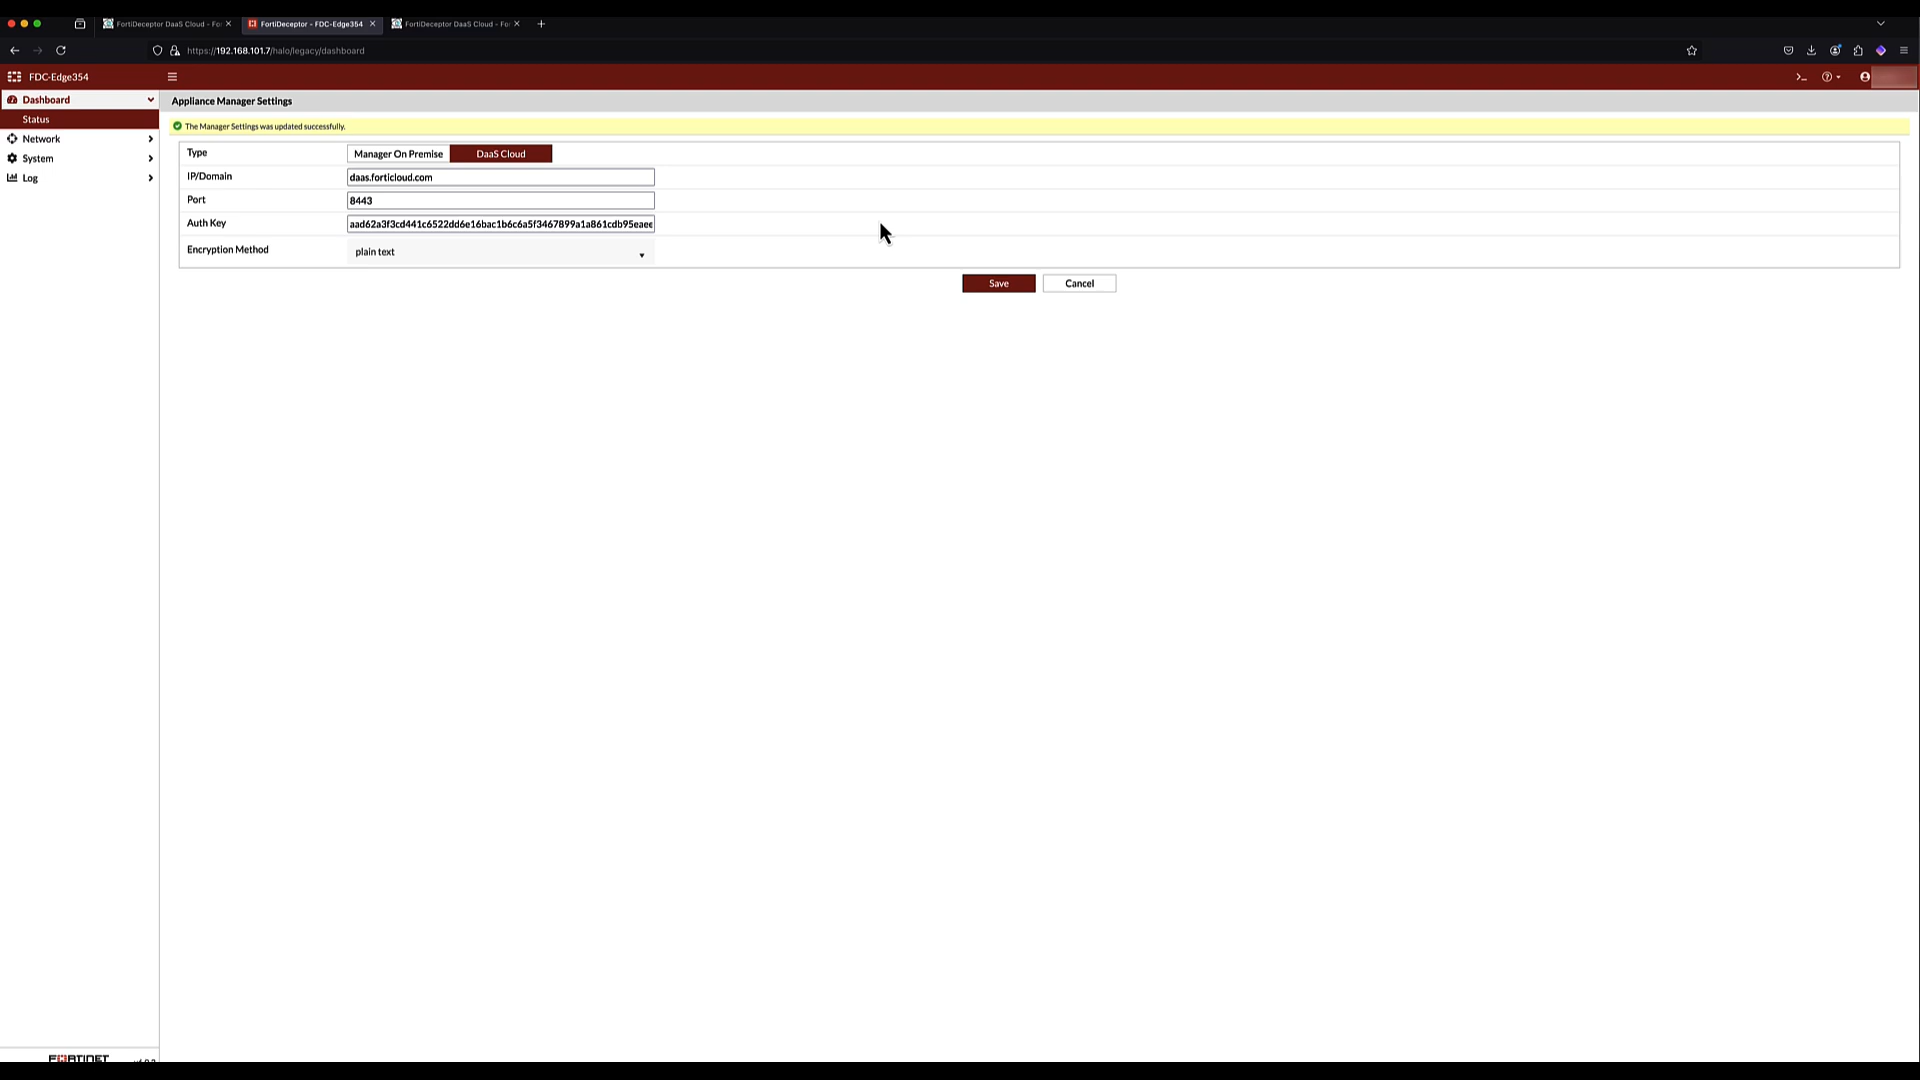 FortiDeceptor DaaS Cloud - Fo
FortiDeceptor - FDC-Edge354
FortiDeceptor DaaS Cloud - Fo
https://192.168.101.7/halo/legacy/dashboard
FDC-Edge354
Dashboard
Status
Network
System
Log
Appliance Manager Settings
The Manager Settings was updated successfully.
Type
Manager On Premise
DaaS Cloud
IP/Domain
daas.forticloud.com
Port
8443
Auth Key
aad62a3f3cd441c6522dd6e16bac1b6c6a5f3467899a1a861cdb95eaee
Encryption Method
plain text
Save
Cancel
FORTINET